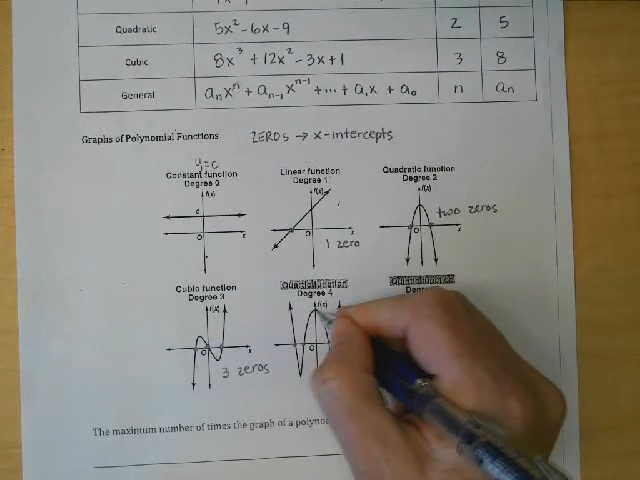 Quadratic 5x² - 6x - 9 2 5
Cubic 8x³ + 12x² - 3x + 1 3 8
General aₙxⁿ + aₙ₋₁xⁿ⁻¹ + ... + a₁x + a₀ n aₙ
Graphs of Polynomial Functions ZEROS → x-intercepts
y=c
Constant function
Degree 0
f(x)
c
O
x
Linear function
Degree 1
f(x)
O
x
1 zero
Quadratic function
Degree 2
f(x)
O
x
two zeros
Cubic function
Degree 3
f(x)
O
x
3 zeros
function
Degree 4
f(x)
O
The maximum number of times the graph of a